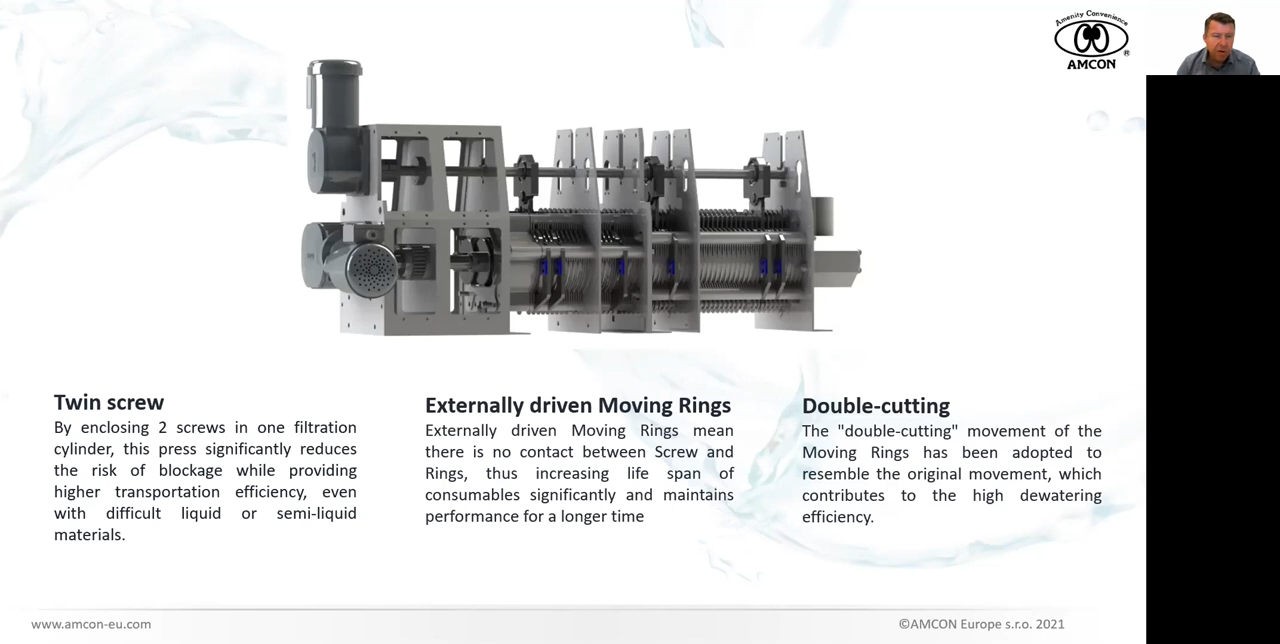 Amenity Convenience
®
AMCON
Twin screw
By enclosing 2 screws in one filtration
cylinder, this press significantly reduces
the risk of blockage while providing
higher transportation efficiency, even
with difficult liquid or semi-liquid
materials.
Externally driven Moving Rings
Externally driven Moving Rings mean
there is no contact between Screw and
Rings, thus increasing life span of
consumables significantly and maintains
performance for a longer time
Double-cutting
The "double-cutting" movement of the
Moving Rings has been adopted to
resemble the original movement, which
contributes to the high dewatering
efficiency.
www.amcon-eu.com
©AMCON Europe s.r.o. 2021